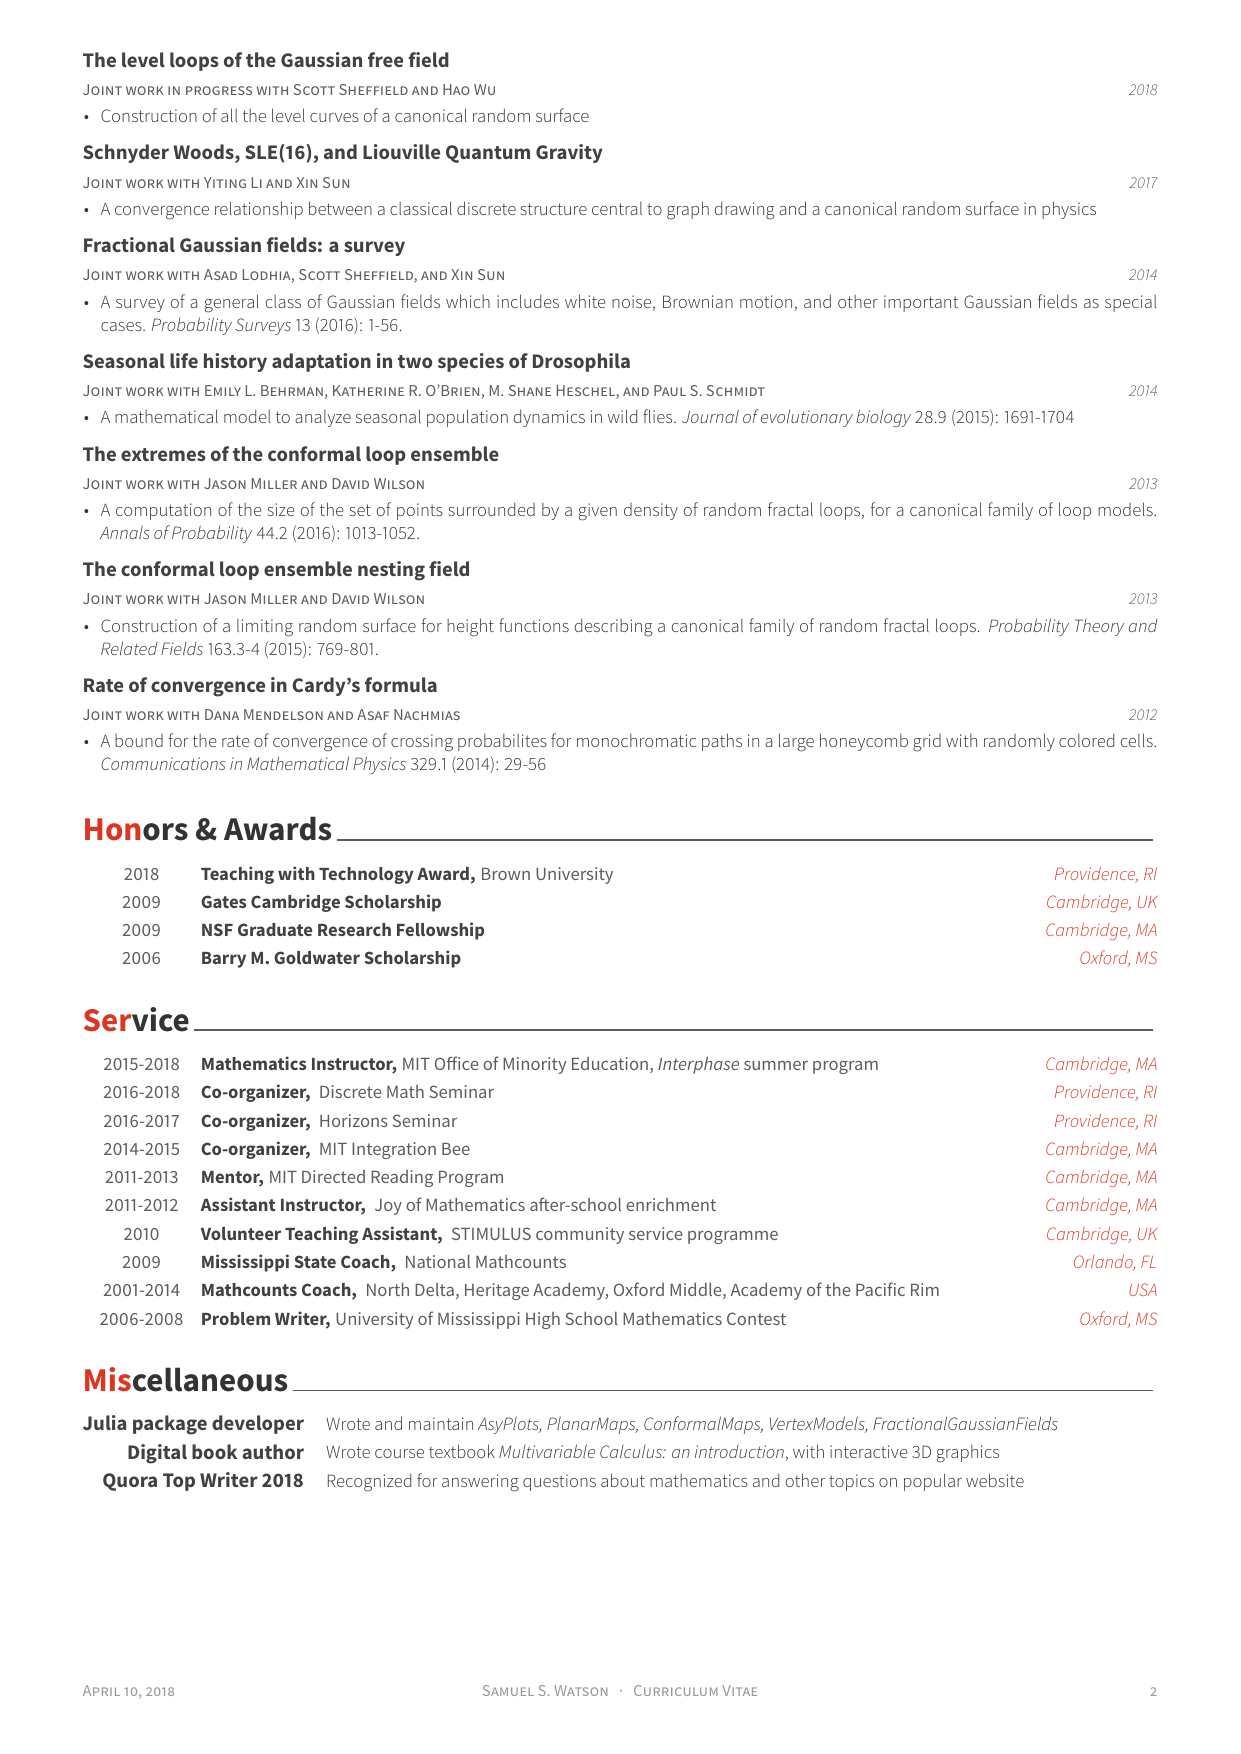 The level loops of the Gaussian free field
Joint work in progress with Scott Sheffield and Hao Wu 2018
• Construction of all the level curves of a canonical random surface
Schnyder Woods, SLE(16), and Liouville Quantum Gravity
Joint work with Yiting Li and Xin Sun 2017
• A convergence relationship between a classical discrete structure central to graph drawing and a canonical random surface in physics
Fractional Gaussian fields: a survey
Joint work with Asad Lodhia, Scott Sheffield, and Xin Sun 2014
• A survey of a general class of Gaussian fields which includes white noise, Brownian motion, and other important Gaussian fields as special
cases. Probability Surveys 13 (2016): 1-56.
Seasonal life history adaptation in two species of Drosophila
Joint work with Emily L. Behrman, Katherine R. O’Brien, M. Shane Heschel, and Paul S. Schmidt 2014
• A mathematical model to analyze seasonal population dynamics in wild flies. Journal of evolutionary biology 28.9 (2015): 1691-1704
The extremes of the conformal loop ensemble
Joint work with Jason Miller and David Wilson 2013
• A computation of the size of the set of points surrounded by a given density of random fractal loops, for a canonical family of loop models.
Annals of Probability 44.2 (2016): 1013-1052.
The conformal loop ensemble nesting field
Joint work with Jason Miller and David Wilson 2013
• Construction of a limiting random surface for height functions describing a canonical family of random fractal loops. Probability Theory and
Related Fields 163.3-4 (2015): 769-801.
Rate of convergence in Cardy’s formula
Joint work with Dana Mendelson and Asaf Nachmias 2012
• A bound for the rate of convergence of crossing probabilites for monochromatic paths in a large honeycomb grid with randomly colored cells.
Communications in Mathematical Physics 329.1 (2014): 29-56
Honors & Awards
2018 Teaching with Technology Award, Brown University Providence, RI
2009 Gates Cambridge Scholarship Cambridge, UK
2009 NSF Graduate Research Fellowship Cambridge, MA
2006 Barry M. Goldwater Scholarship Oxford, MS
Service
2015-2018 Mathematics Instructor, MIT Office of Minority Education, Interphase summer program Cambridge, MA
2016-2018 Co-organizer, Discrete Math Seminar Providence, RI
2016-2017 Co-organizer, Horizons Seminar Providence, RI
2014-2015 Co-organizer, MIT Integration Bee Cambridge, MA
2011-2013 Mentor, MIT Directed Reading Program Cambridge, MA
2011-2012 Assistant Instructor, Joy of Mathematics after-school enrichment Cambridge, MA
2010 Volunteer Teaching Assistant, STIMULUS community service programme Cambridge, UK
2009 Mississippi State Coach, National Mathcounts Orlando, FL
2001-2014 Mathcounts Coach, North Delta, Heritage Academy, Oxford Middle, Academy of the Pacific Rim USA
2006-2008 Problem Writer, University of Mississippi High School Mathematics Contest Oxford, MS
Miscellaneous
Julia package developer Wrote and maintain AsyPlots, PlanarMaps, ConformalMaps, VertexModels, FractionalGaussianFields
Digital book author Wrote course textbook Multivariable Calculus: an introduction, with interactive 3D graphics
Quora Top Writer 2018 Recognized for answering questions about mathematics and other topics on popular website
April 10, 2018 Samuel S. Watson · Curriculum Vitae 2